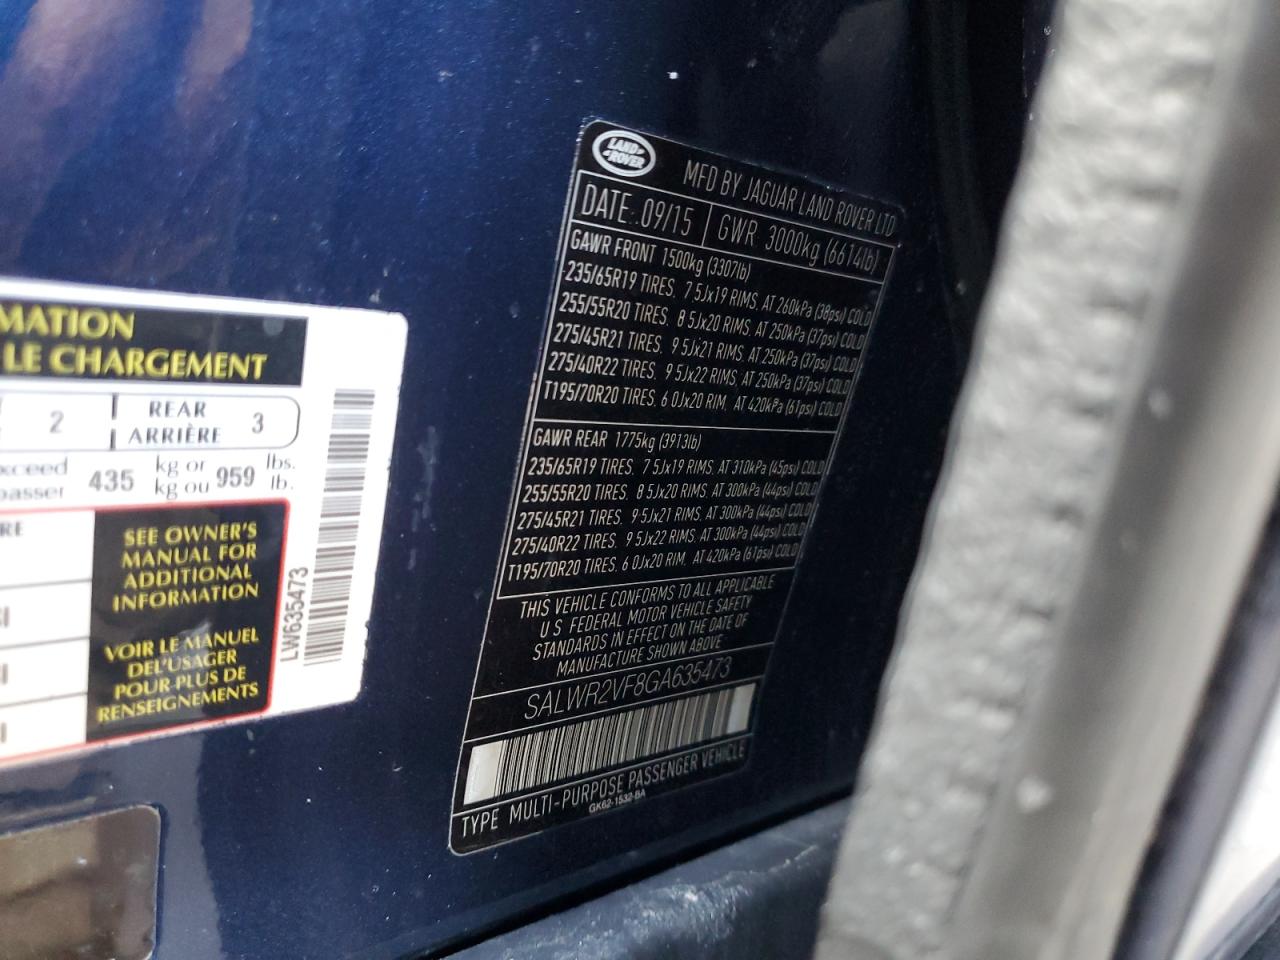 MATION
LE CHARGEMENT
2
REAR
ARRIÈRE
3
xceed
passer
435
kg or
kg ou
959
lbs.
lb.
RE
SEE OWNER'S
MANUAL FOR
ADDITIONAL
INFORMATION
VOIR LE MANUEL
DEL'USAGER
POUR PLUS DE
RENSEIGNEMENTS
LW635473
LAND
ROVER
MFD BY JAGUAR LAND ROVER LTD
DATE: 09/15
GWR 3000kg (6614lb)
GAWR FRONT 1500kg (3307lb)
235/65R19 TIRES, 7 5Jx19 RIMS, AT 260kPa (38psi) COLD
255/55R20 TIRES, 8 5Jx20 RIMS, AT 250kPa (37psi) COLD
275/45R21 TIRES, 9 5Jx21 RIMS, AT 250kPa (37psi) COLD
275/40R22 TIRES, 9 5Jx22 RIMS, AT 250kPa (37psi) COLD
T195/70R20 TIRES, 6 0Jx20 RIM, AT 420kPa (61psi) COLD
GAWR REAR 1775kg (3913lb)
235/65R19 TIRES, 7 5Jx19 RIMS, AT 310kPa (45psi) COLD
255/55R20 TIRES, 8 5Jx20 RIMS, AT 300kPa (44psi) COLD
275/45R21 TIRES, 9 5Jx21 RIMS, AT 300kPa (44psi) COLD
275/40R22 TIRES, 9 5Jx22 RIMS, AT 300kPa (44psi) COLD
T195/70R20 TIRES, 6 0Jx20 RIM, AT 420kPa (61psi) COLD
THIS VEHICLE CONFORMS TO ALL APPLICABLE
U S FEDERAL MOTOR VEHICLE SAFETY
STANDARDS IN EFFECT ON THE DATE OF
MANUFACTURE SHOWN ABOVE
SALWR2VF8GA635473
TYPE MULTI-PURPOSE PASSENGER VEHICLE
GK62-1532-BA